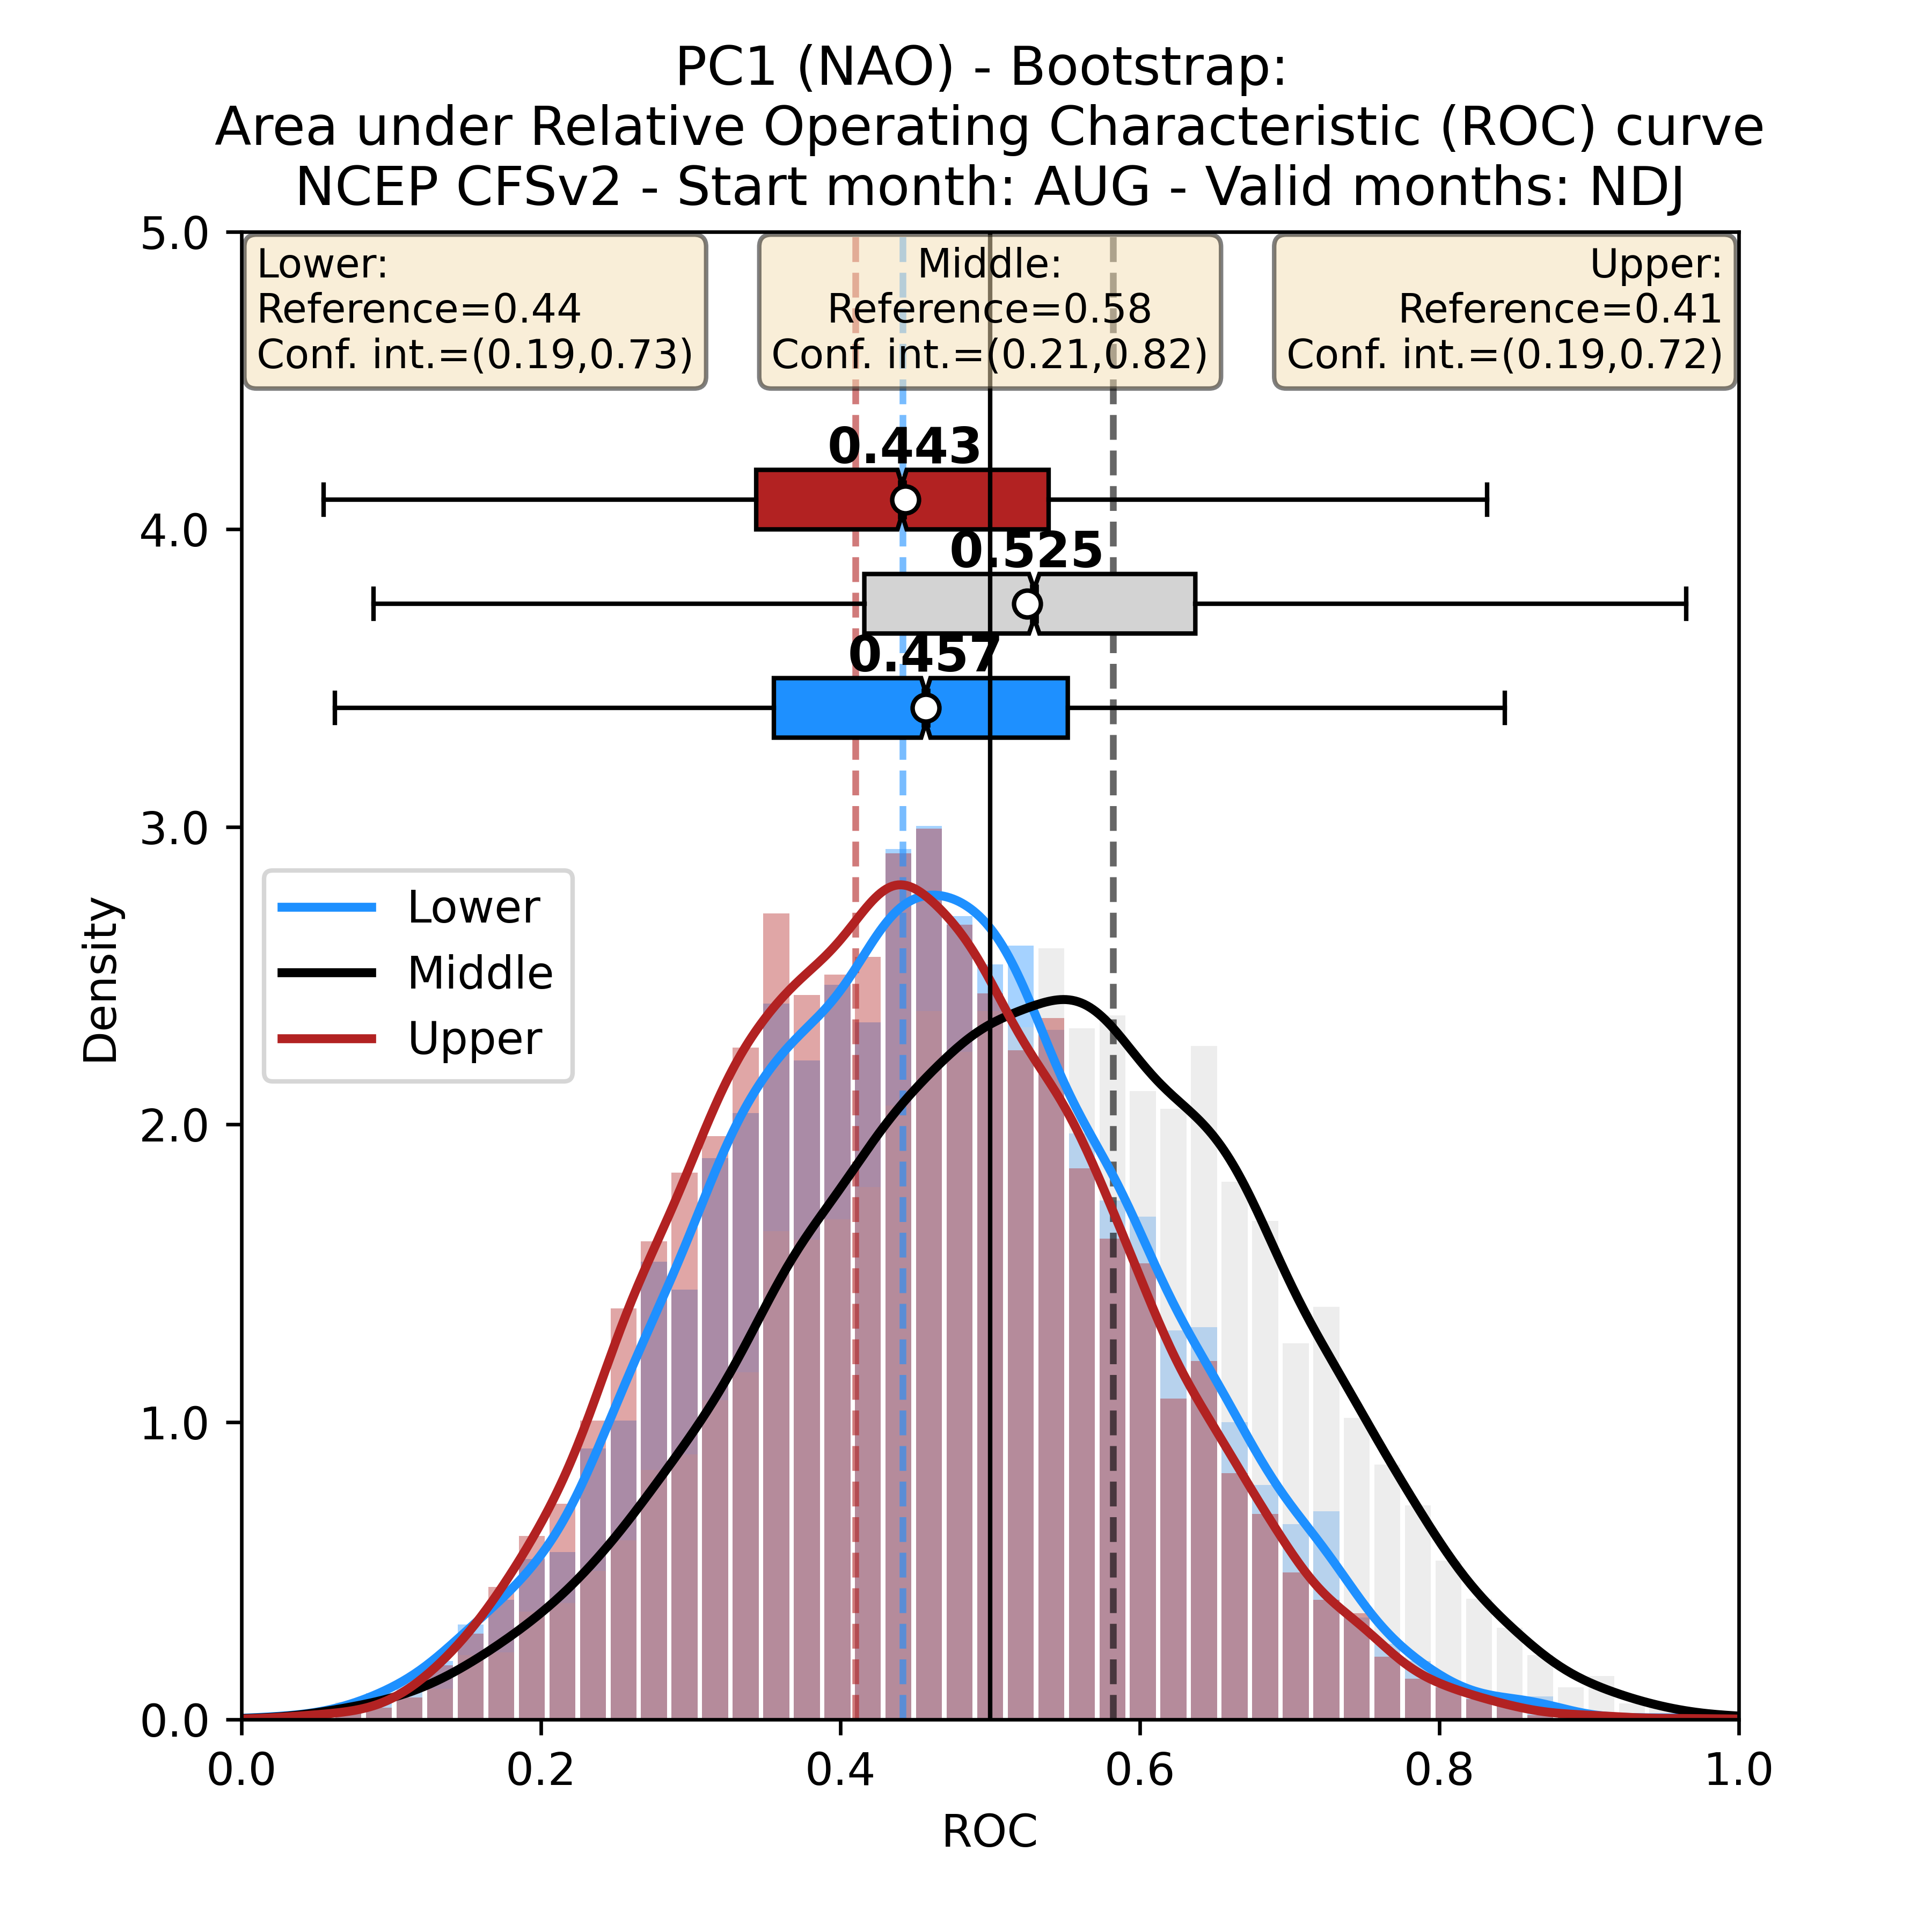 PC1 (NAO) - Bootstrap:
Area under Relative Operating Characteristic (ROC) curve
NCEP CFSv2 - Start month: AUG - Valid months: NDJ
Lower:
Reference=0.44
Conf. int.=(0.19,0.73)
Middle:
Reference=0.58
Conf. int.=(0.21,0.82)
Upper:
Reference=0.41
Conf. int.=(0.19,0.72)
0.443
0.525
0.457
Lower
Middle
Upper
Density
5.0
4.0
3.0
2.0
1.0
0.0
0.0 0.2 0.4 0.6 0.8 1.0
ROC